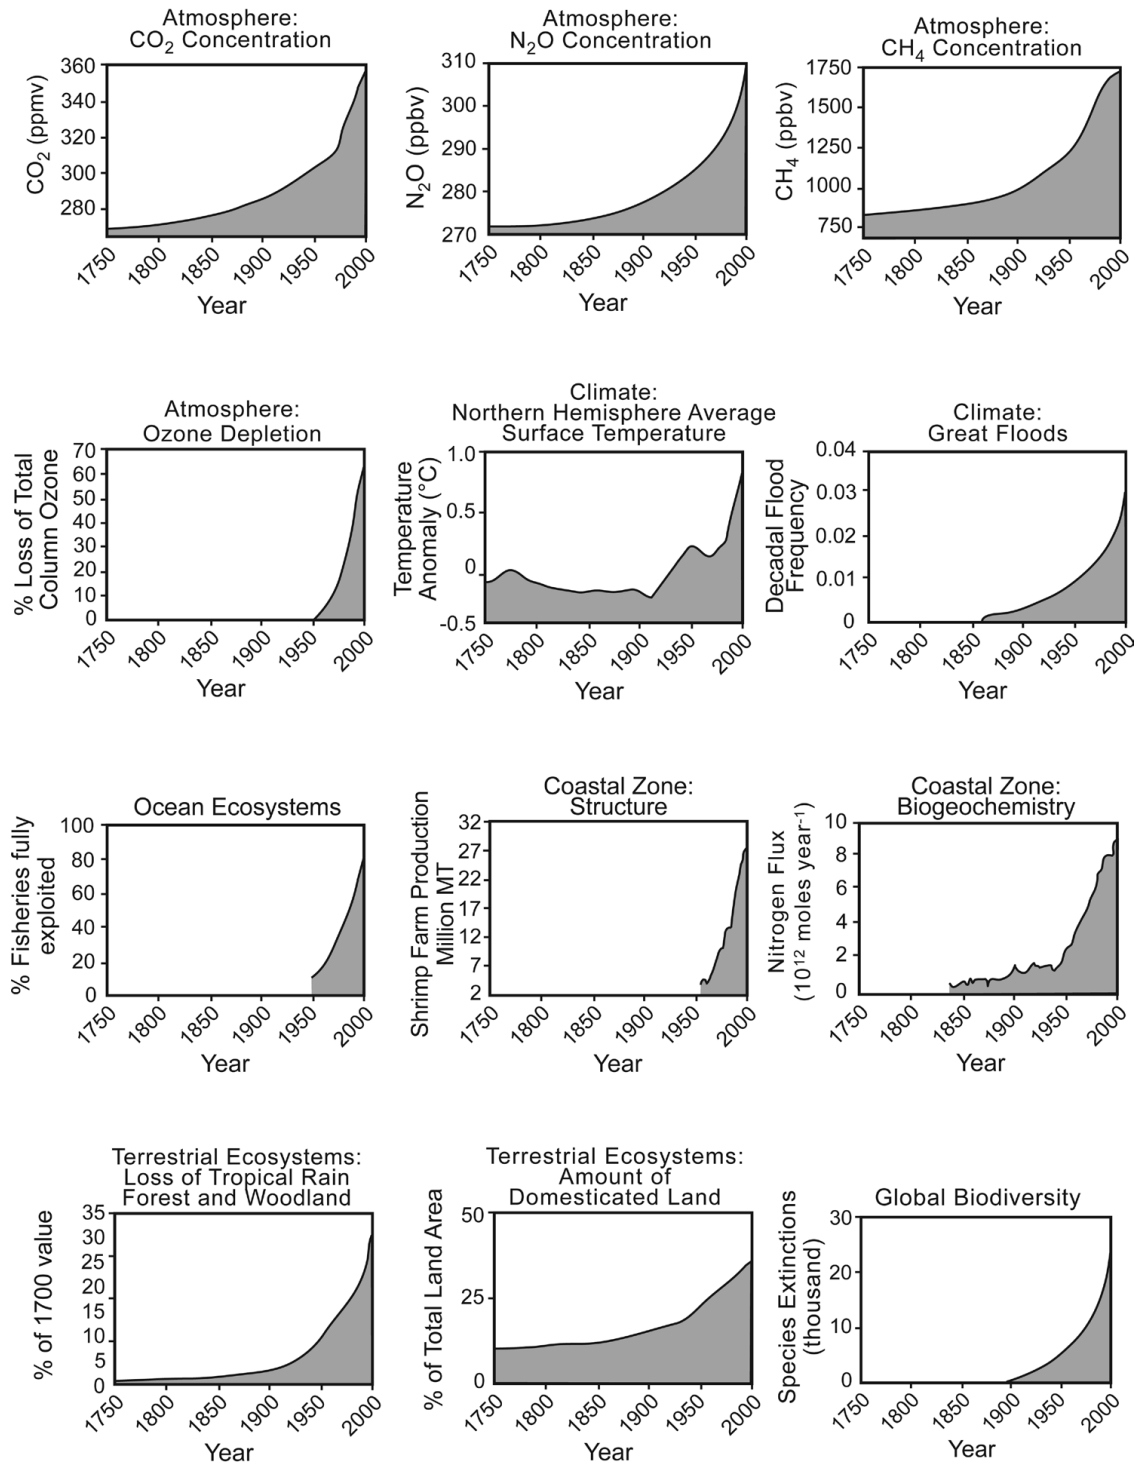 Atmosphere:
CO2 Concentration
CO2 (ppmv)
360
340
320
300
280
1750
1800
1850
1900
1950
2000
Year
Atmosphere:
N2O Concentration
N2O (ppbv)
310
300
290
280
270
1750
1800
1850
1900
1950
2000
Year
Atmosphere:
CH4 Concentration
CH4 (ppbv)
1750
1500
1250
1000
750
1750
1800
1850
1900
1950
2000
Year
Atmosphere:
Ozone Depletion
% Loss of Total
Column Ozone
70
60
50
40
30
20
10
0
1750
1800
1850
1900
1950
2000
Year
Climate:
Northern Hemisphere Average
Surface Temperature
Temperature
Anomaly (°C)
1.0
0.5
0
-0.5
1750
1800
1850
1900
1950
2000
Year
Climate:
Great Floods
Decadal Flood
Frequency
0.04
0.03
0.02
0.01
0
1750
1800
1850
1900
1950
2000
Year
Ocean Ecosystems
% Fisheries fully
exploited
100
80
60
40
20
0
1750
1800
1850
1900
1950
2000
Year
Coastal Zone:
Structure
Shrimp Farm Production
Million MT
32
27
22
17
12
7
2
1750
1800
1850
1900
1950
2000
Year
Coastal Zone:
Biogeochemistry
Nitrogen Flux
(10¹² moles year⁻¹)
10
8
6
4
2
0
1750
1800
1850
1900
1950
2000
Year
Terrestrial Ecosystems:
Loss of Tropical Rain
Forest and Woodland
% of 1700 value
35
30
25
20
15
10
5
0
1750
1800
1850
1900
1950
2000
Year
Terrestrial Ecosystems:
Amount of
Domesticated Land
% of Total Land Area
50
25
0
1750
1800
1850
1900
1950
2000
Year
Global Biodiversity
Species Extinctions
(thousand)
30
20
10
0
1750
1800
1850
1900
1950
2000
Year